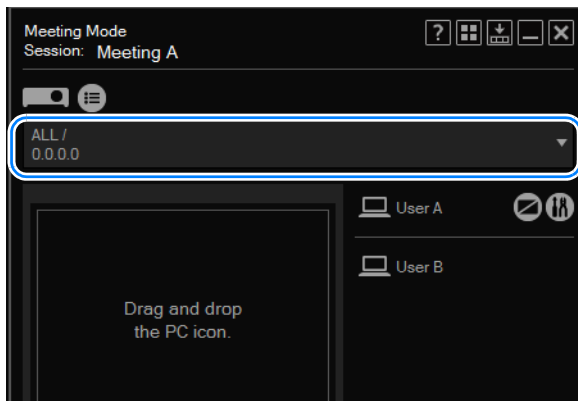 Meeting Mode
Session: Meeting A
?
ALL /
0.0.0.0
User A
User B
Drag and drop
the PC icon.